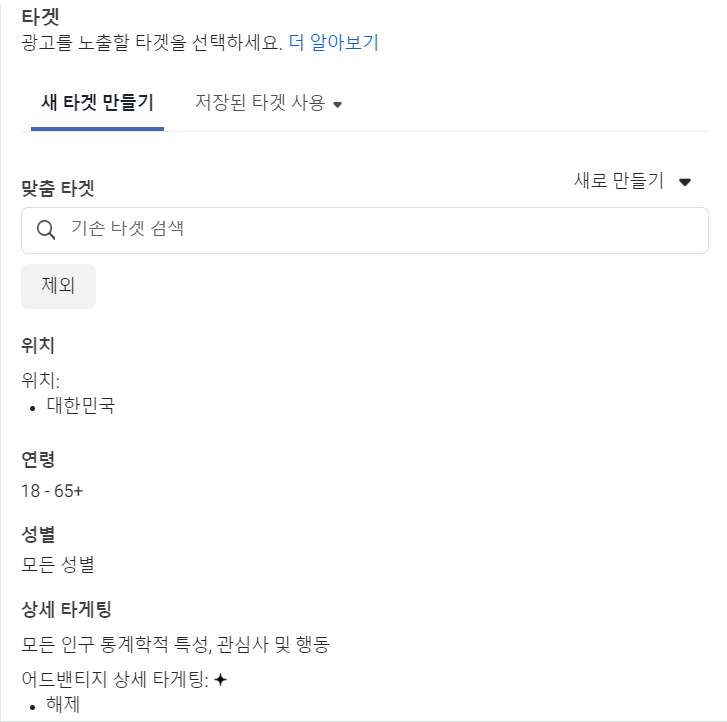 타겟
광고를 노출할 타겟을 선택하세요. 더 알아보기
새 타겟 만들기 저장된 타겟 사용
맞춤 타겟 새로 만들기
기존 타겟 검색
제외
위치
위치:
• 대한민국
연령
18 - 65+
성별
모든 성별
상세 타게팅
모든 인구 통계학적 특성, 관심사 및 행동
어드밴티지 상세 타게팅:
• 해제